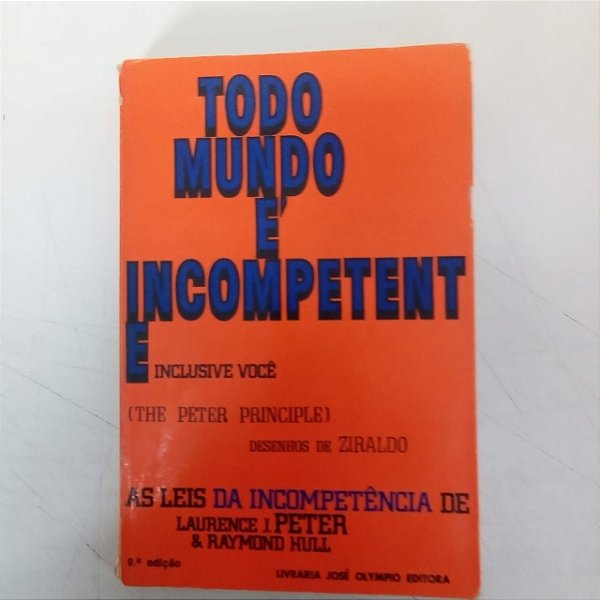 TODO
MUNDO
E'
INCOMPETENT
E INCLUSIVE VOCÊ
(THE PETER PRINCIPLE)
DESENHOS DE ZIRALDO
AS LEIS DA INCOMPETÊNCIA DE
LAURENCE J. PETER
& RAYMOND HULL
9.ª edição
LIVRARIA JOSÉ OLYMPIO EDITORA